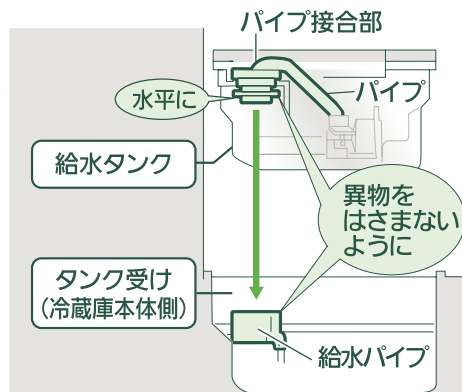 パイプ接合部
パイプ
水平に
給水タンク
異物を
はさまない
ように
タンク受け
(冷蔵庫本体側)
給水パイプ